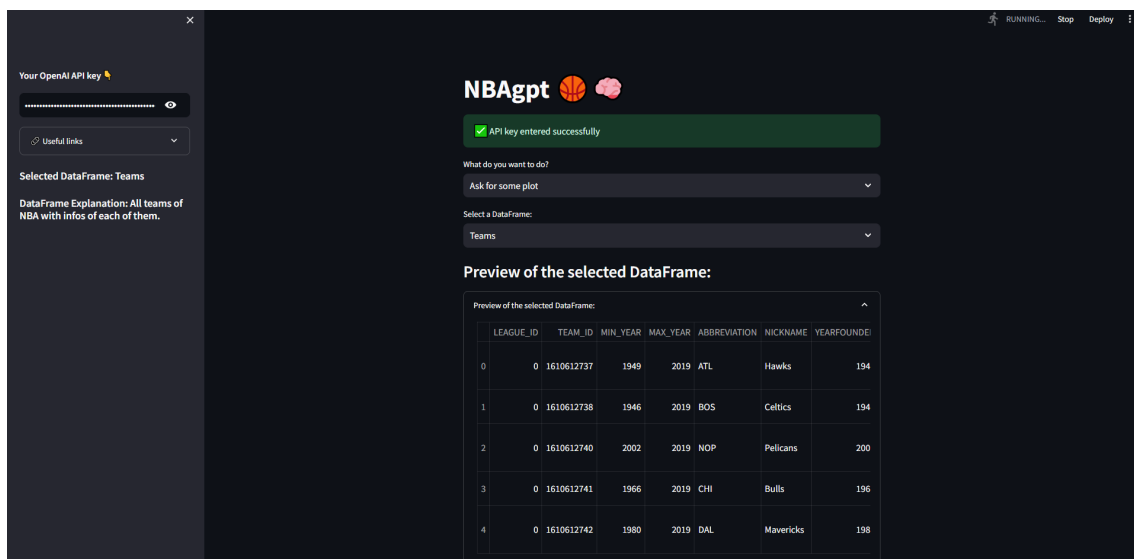 RUNNING... Stop Deploy
Your OpenAI API key 👇
Useful links
Selected DataFrame: Teams
DataFrame Explanation: All teams of
NBA with infos of each of them.
NBAgpt 🏀 🧠
✅ API key entered successfully
What do you want to do?
Ask for some plot
Select a DataFrame:
Teams
Preview of the selected DataFrame:
Preview of the selected DataFrame:
LEAGUE_ID TEAM_ID MIN_YEAR MAX_YEAR ABBREVIATION NICKNAME YEARFOUNDE
0 0 1610612737 1949 2019 ATL Hawks 194
1 0 1610612738 1946 2019 BOS Celtics 194
2 0 1610612740 2002 2019 NOP Pelicans 200
3 0 1610612741 1966 2019 CHI Bulls 196
4 0 1610612742 1980 2019 DAL Mavericks 198